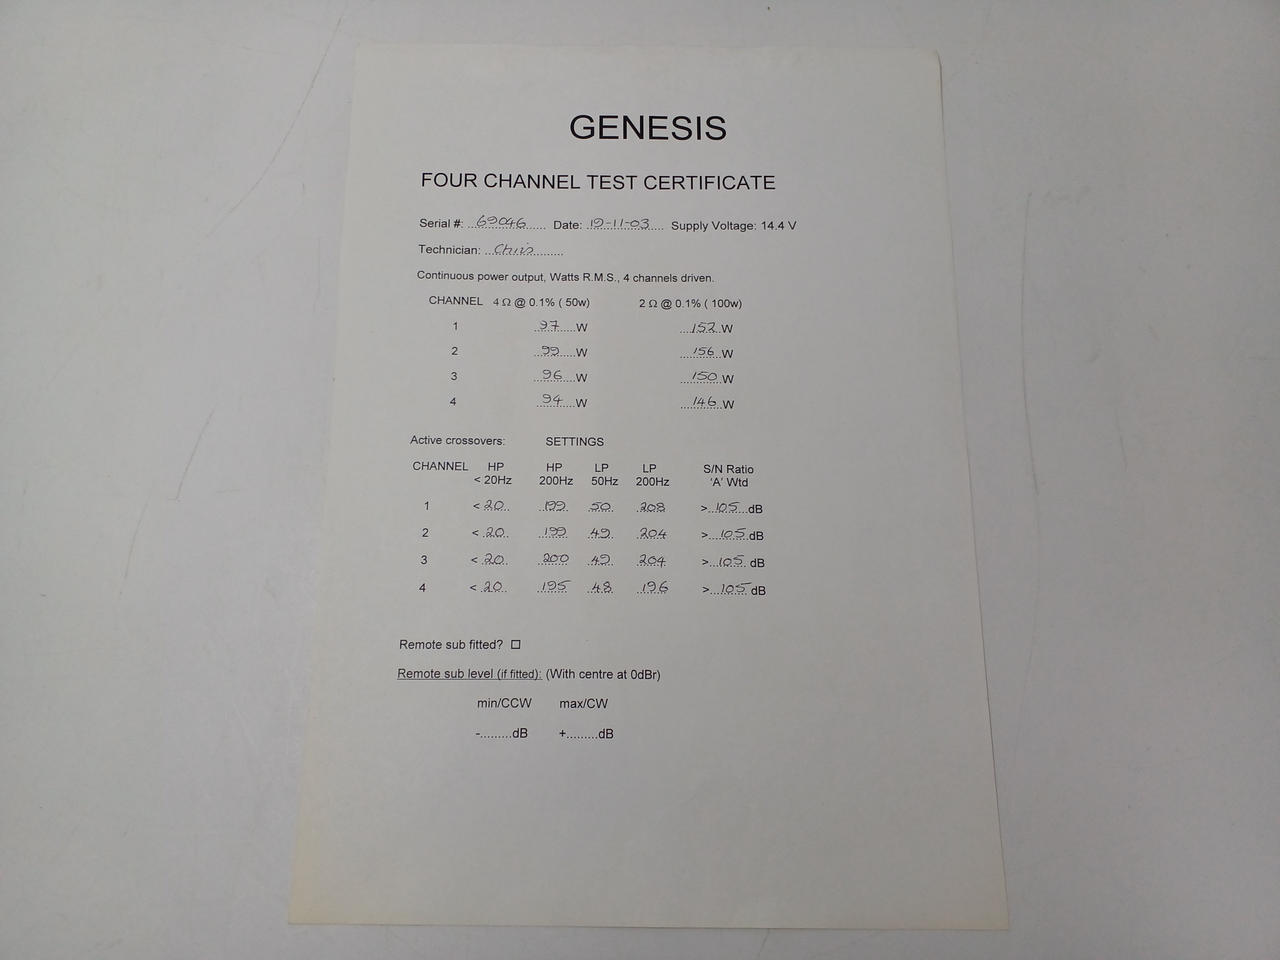 GENESIS
FOUR CHANNEL TEST CERTIFICATE
Serial #: 69046 Date: 19-11-03 Supply Voltage: 14.4 V
Technician: Chris
Continuous power output, Watts R.M.S., 4 channels driven.
CHANNEL 4 Ω @ 0.1% ( 50w) 2 Ω @ 0.1% ( 100w)
1 97 W 152 W
2 99 W 156 W
3 96 W 150 W
4 94 W 146 W
Active crossovers: SETTINGS
CHANNEL HP HP LP LP S/N Ratio
< 20Hz 200Hz 50Hz 200Hz 'A' Wtd
1 < 20 199 50 208 > 105 dB
2 < 20 199 49 204 > 105 dB
3 < 20 200 49 204 > 105 dB
4 < 20 195 48 196 > 105 dB
Remote sub fitted? ☐
Remote sub level (if fitted): (With centre at 0dBr)
min/CCW max/CW
-.........dB +.........dB